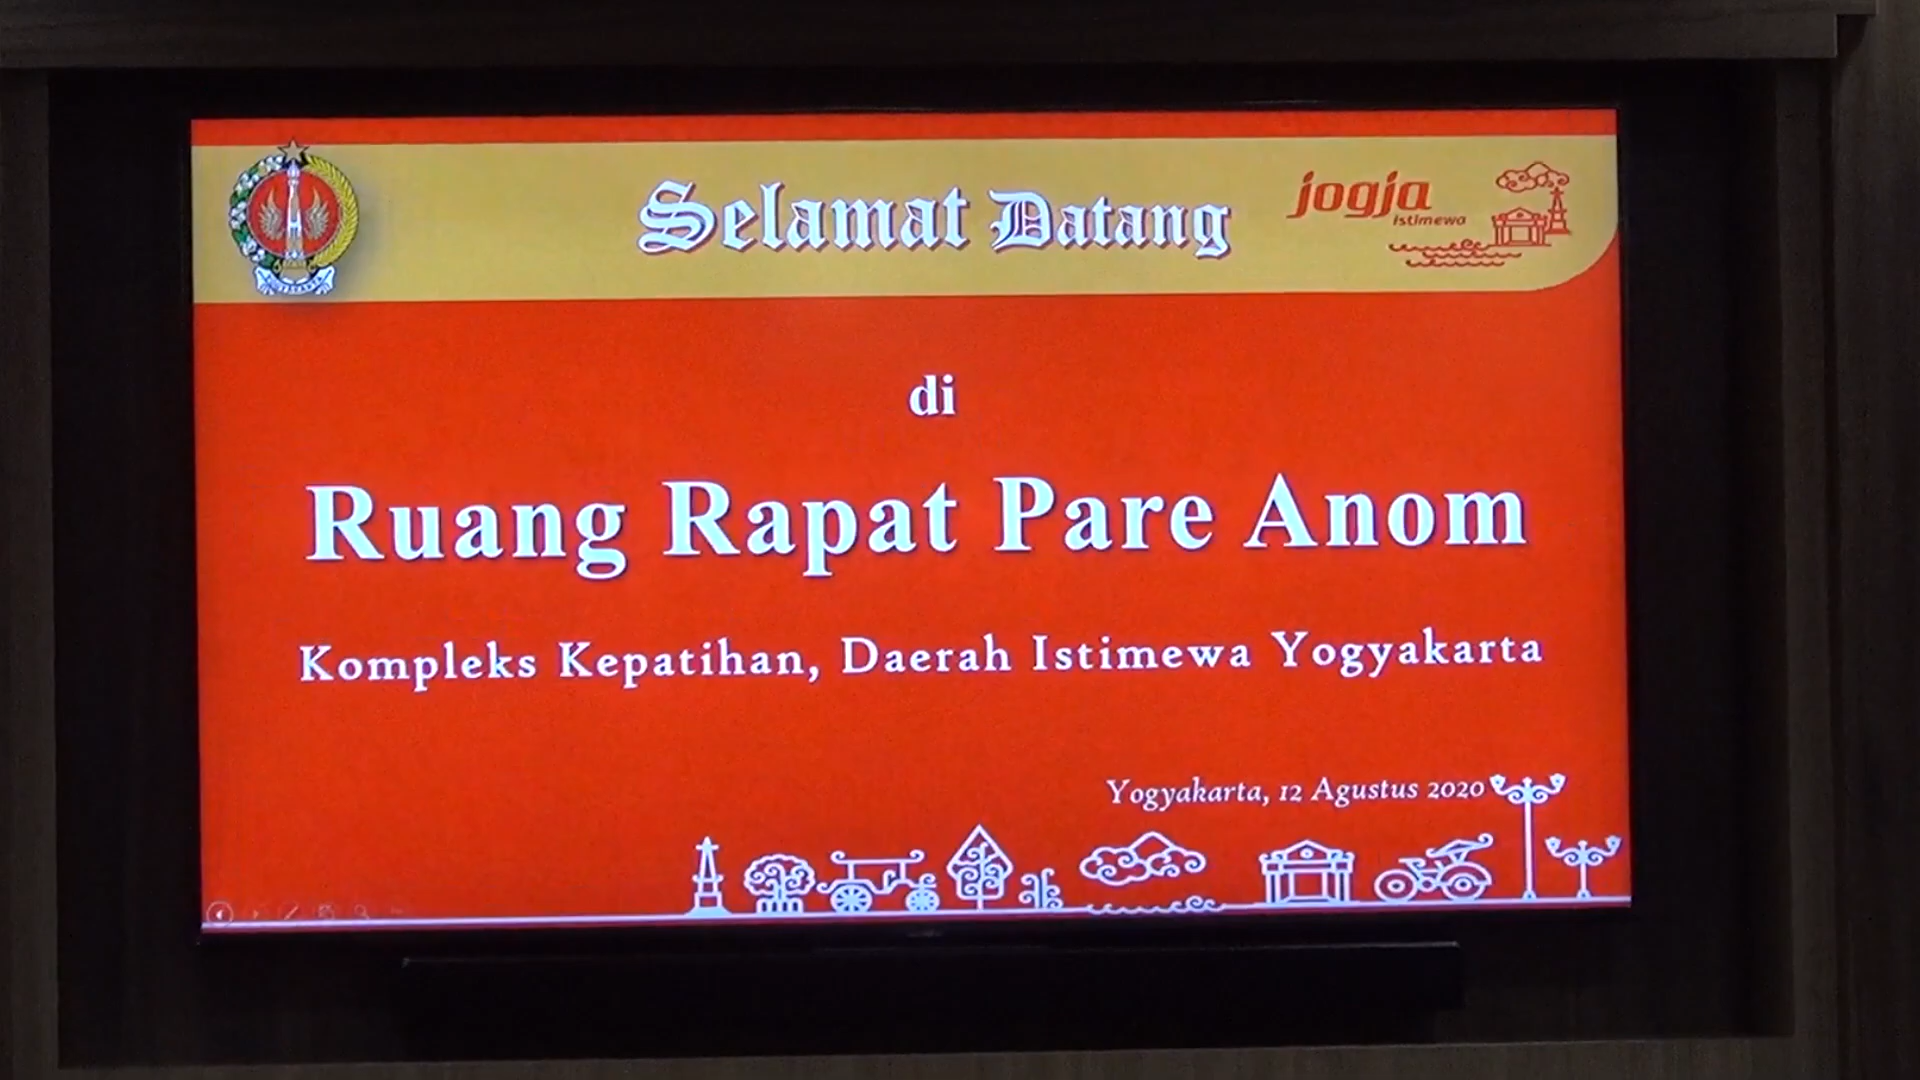 Selamat Datang
jogja
istimewa
di
Ruang Rapat Pare Anom
Kompleks Kepatihan, Daerah Istimewa Yogyakarta
Yogyakarta, 12 Agustus 2020